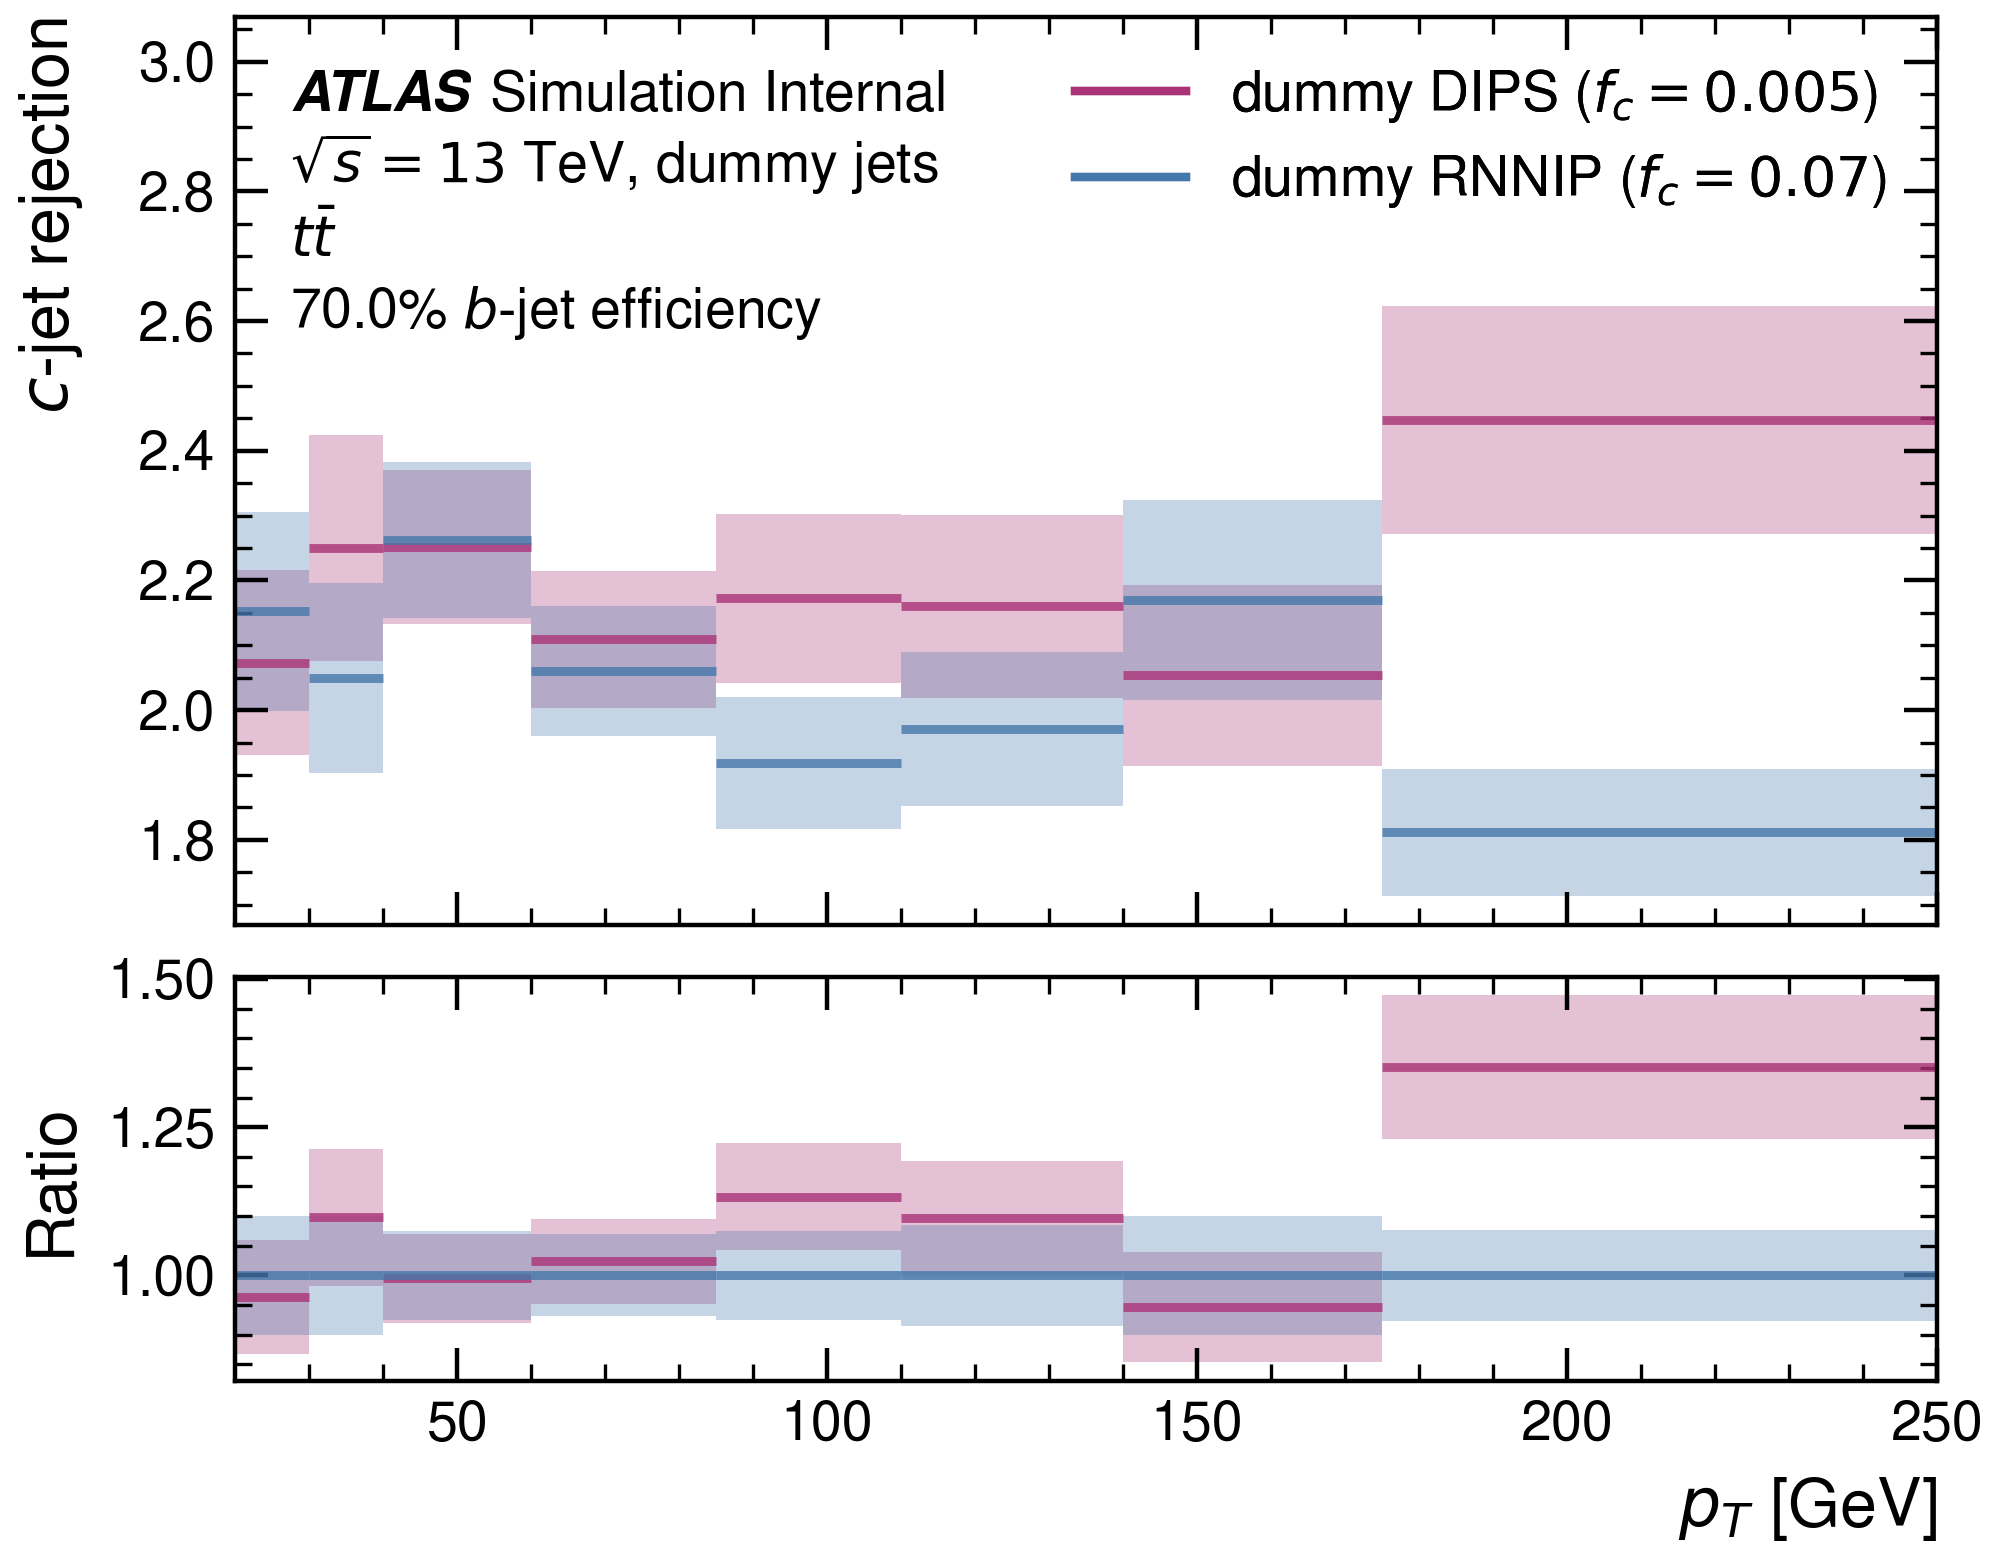 c-jet rejection
3.0
2.8
2.6
2.4
2.2
2.0
1.8
ATLAS Simulation Internal
√s = 13 TeV, dummy jets
tt̄
70.0% b-jet efficiency
dummy DIPS (f_c = 0.005)
dummy RNNIP (f_c = 0.07)
Ratio
1.50
1.25
1.00
50 100 150 200 250
p_T [GeV]